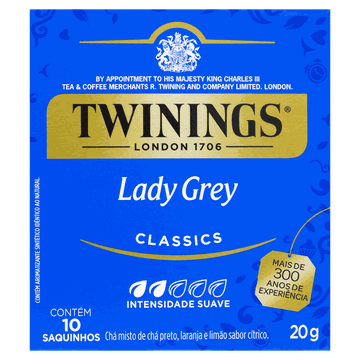 BY APPOINTMENT TO HIS MAJESTY KING CHARLES III
TEA & COFFEE MERCHANTS R. TWINING AND COMPANY LIMITED. LONDON.
TWININGS®
LONDON 1706
Lady Grey
CLASSICS
INTENSIDADE SUAVE
MAIS DE
300
ANOS DE
EXPERIÊNCIA
CONTÉM AROMATIZANTE SINTÉTICO IDÊNTICO AO NATURAL.
CONTÉM
10
SAQUINHOS
Chá misto de chá preto, laranja e limão sabor cítrico.
20g